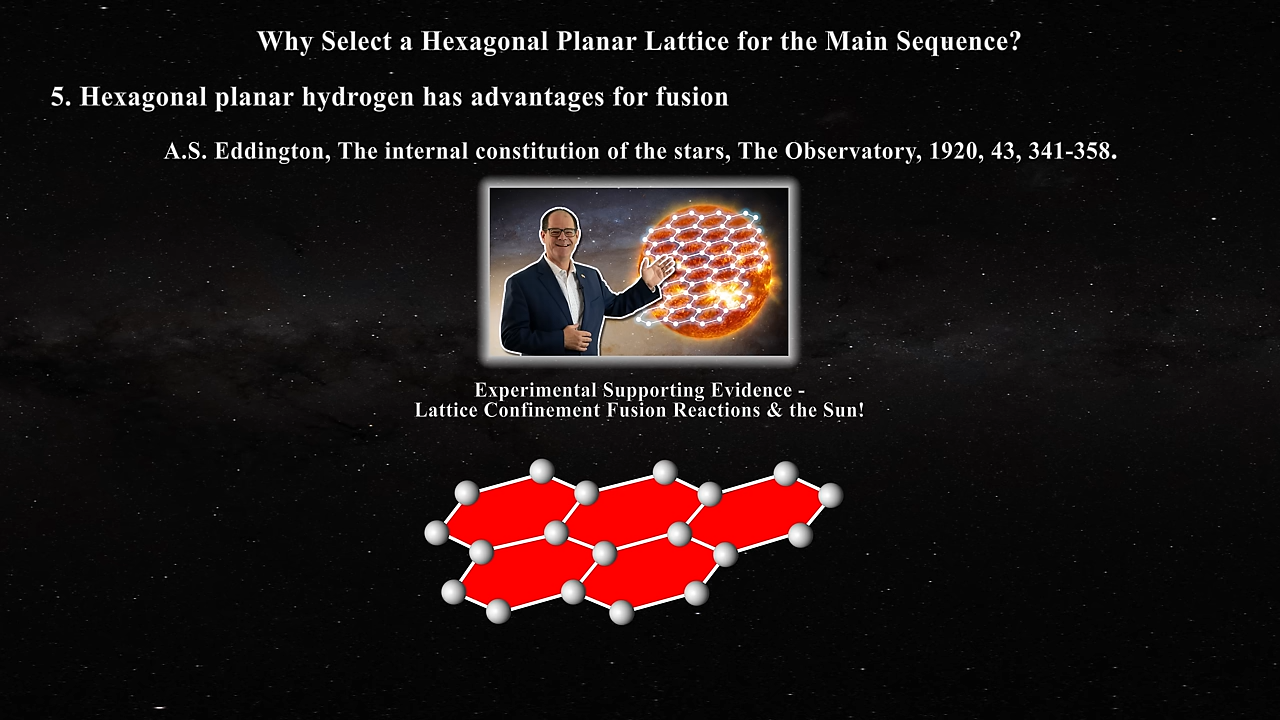 Why Select a Hexagonal Planar Lattice for the Main Sequence?
5. Hexagonal planar hydrogen has advantages for fusion
A.S. Eddington, The internal constitution of the stars, The Observatory, 1920, 43, 341-358.
Experimental Supporting Evidence -
Lattice Confinement Fusion Reactions & the Sun!